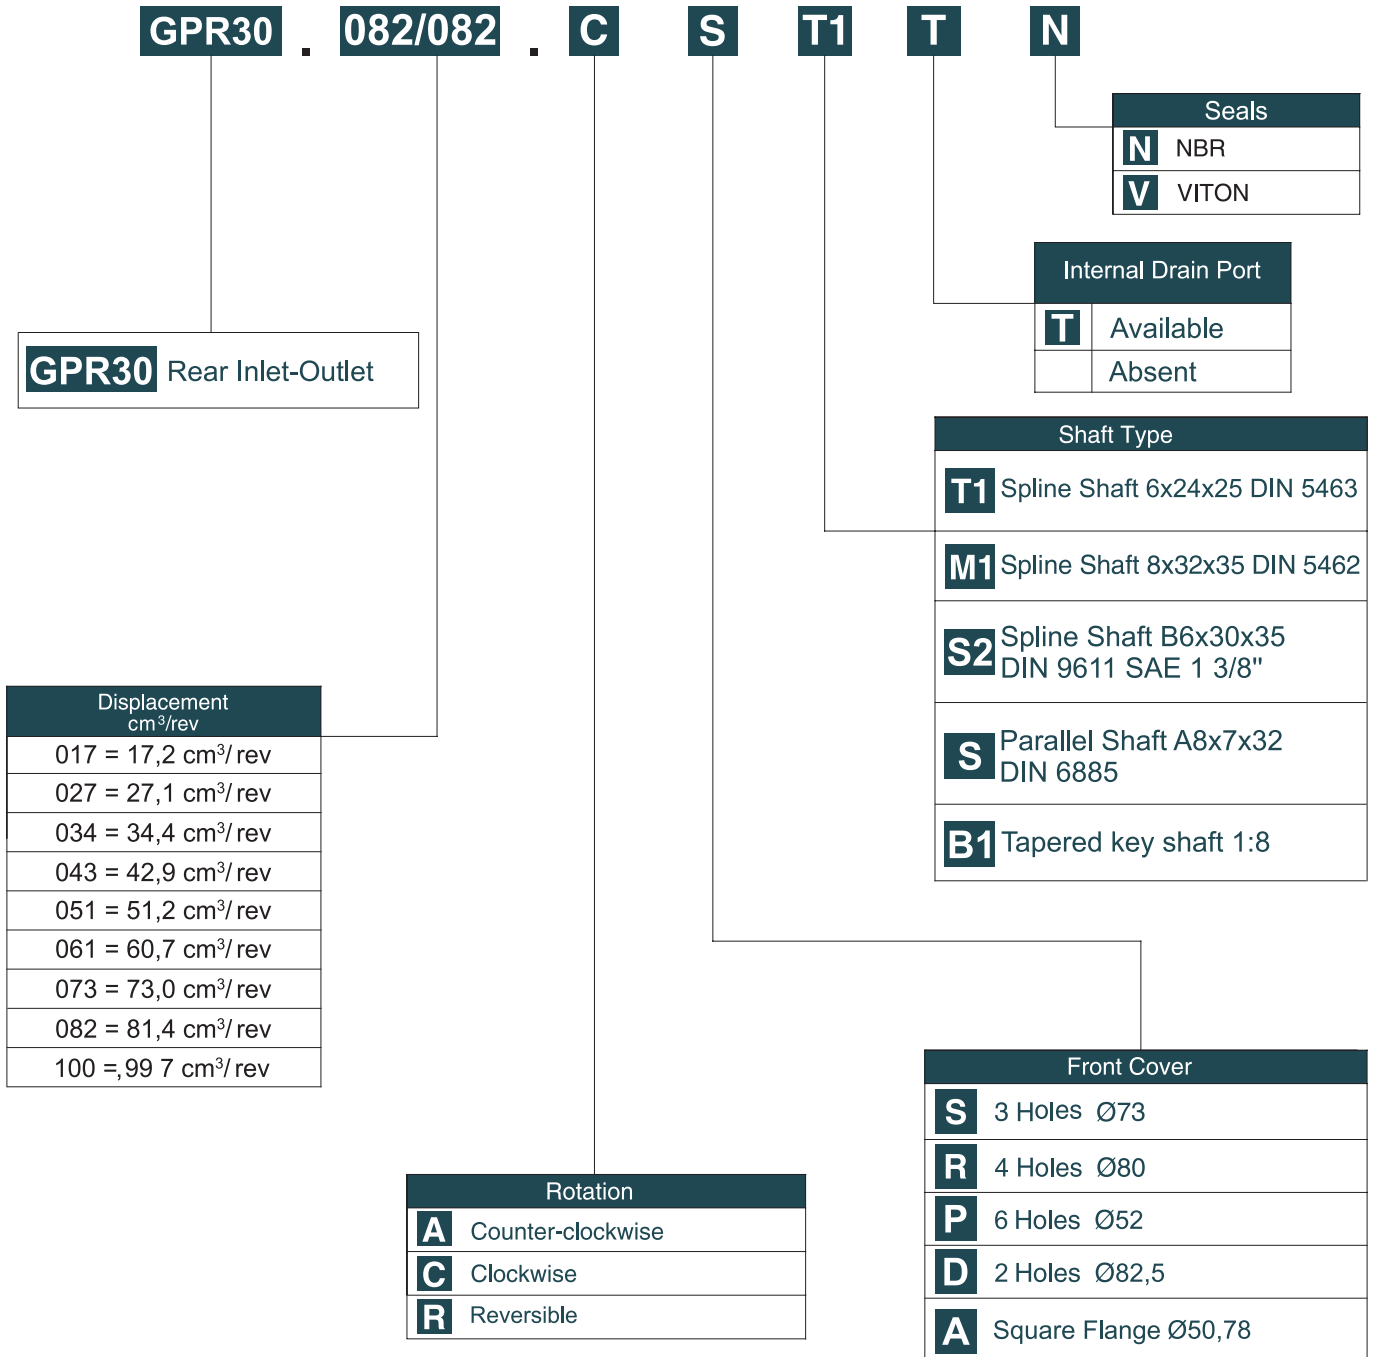 GPR30 . 082/082 . C S T1 T N
Seals
N NBR
V VITON
Internal Drain Port
T Available
Absent
GPR30 Rear Inlet-Outlet
Shaft Type
T1 Spline Shaft 6x24x25 DIN 5463
M1 Spline Shaft 8x32x35 DIN 5462
S2 Spline Shaft B6x30x35
DIN 9611 SAE 1 3/8"
S Parallel Shaft A8x7x32
DIN 6885
B1 Tapered key shaft 1:8
Displacement
cm³/rev
017 = 17,2 cm³/ rev
027 = 27,1 cm³/ rev
034 = 34,4 cm³/ rev
043 = 42,9 cm³/ rev
051 = 51,2 cm³/ rev
061 = 60,7 cm³/ rev
073 = 73,0 cm³/ rev
082 = 81,4 cm³/ rev
100 =,99 7 cm³/ rev
Rotation
A Counter-clockwise
C Clockwise
R Reversible
Front Cover
S 3 Holes Ø73
R 4 Holes Ø80
P 6 Holes Ø52
D 2 Holes Ø82,5
A Square Flange Ø50,78